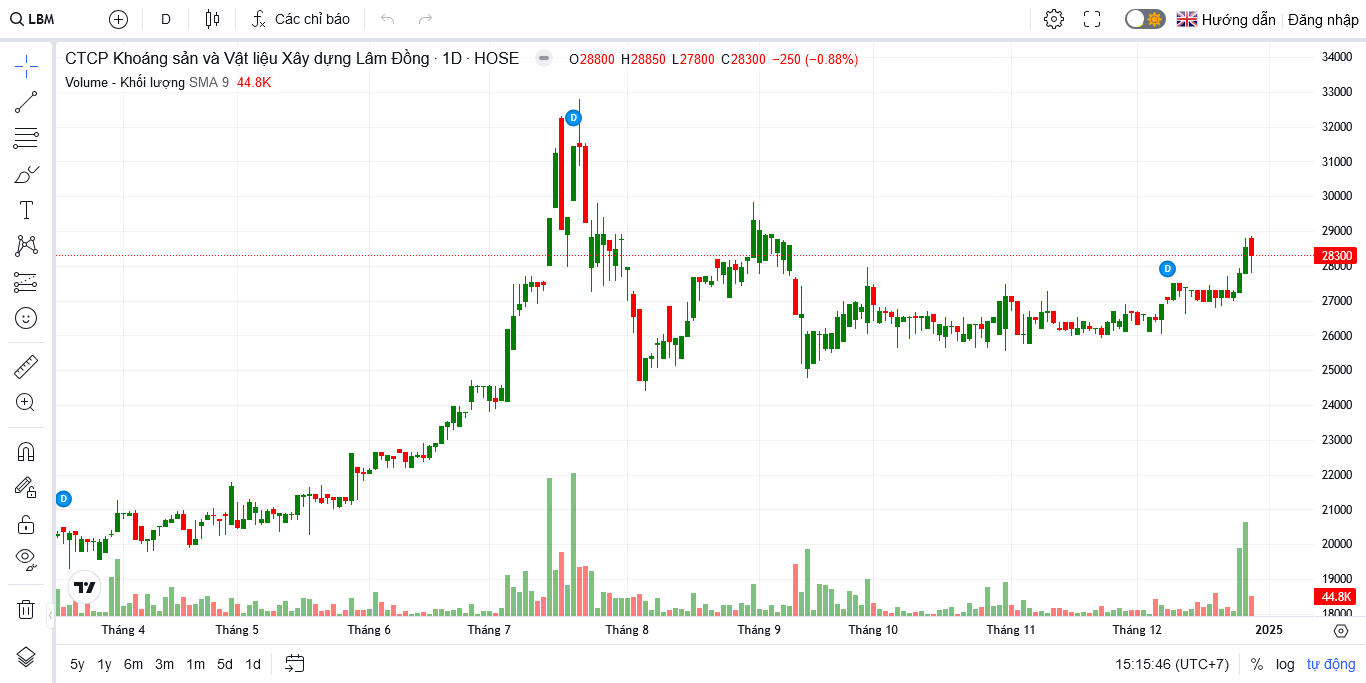 LBM D Các chỉ báo Hướng dẫn Đăng nhập
CTCP Khoáng sản và Vật liệu Xây dựng Lâm Đồng · 1D · HOSE O28800 H28850 L27800 C28300 −250 (−0.88%)
Volume - Khối lượng SMA 9 44.8K
34000
33000
32000
31000
30000
29000
28300
28000
27000
26000
25000
24000
23000
22000
21000
20000
19000
44.8K
18000
D
D
D
Tháng 4 Tháng 5 Tháng 6 Tháng 7 Tháng 8 Tháng 9 Tháng 10 Tháng 11 Tháng 12 2025
5y 1y 6m 3m 1m 5d 1d 15:15:46 (UTC+7) % log tự động